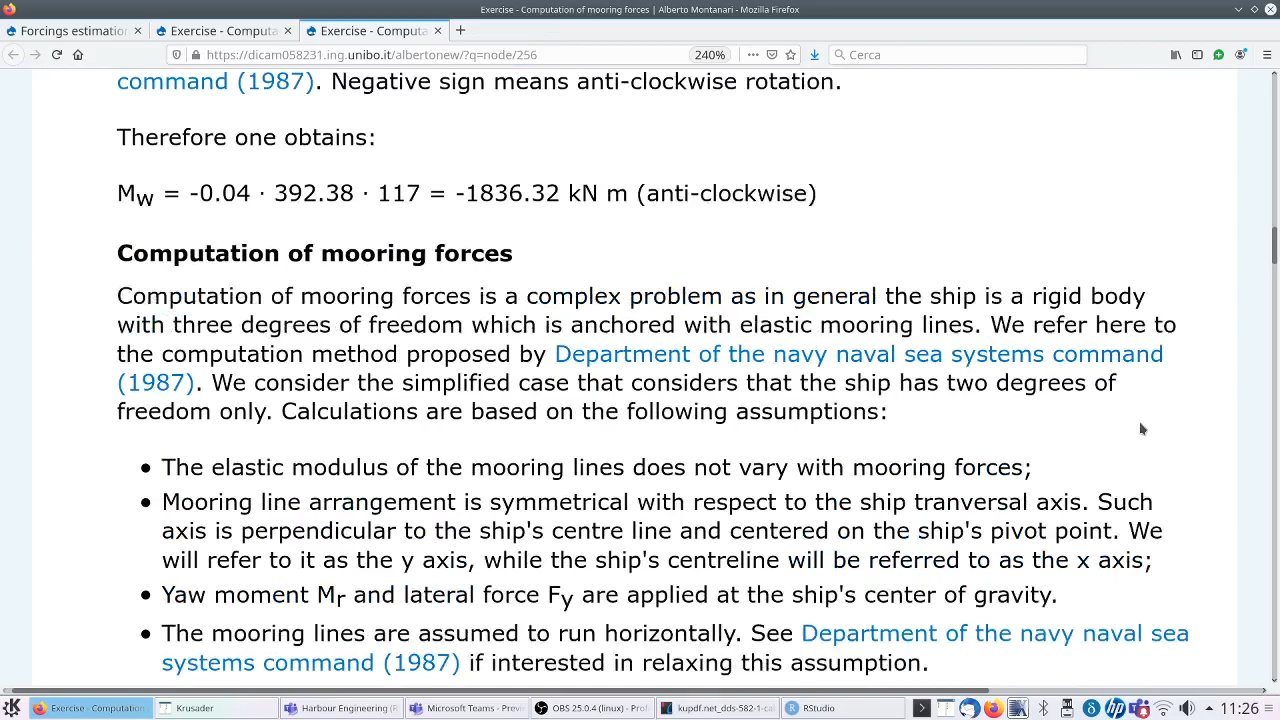 Exercise - Computation of mooring forces | Alberto Montanari - Mozilla Firefox
Forcings estimatio
Exercise - Computa
Exercise - Computa
https://dicam058231.ing.unibo.it/albertonew/?q=node/256
240%
Cerca
command (1987). Negative sign means anti-clockwise rotation.
Therefore one obtains:
Mw = -0.04 · 392.38 · 117 = -1836.32 kN m (anti-clockwise)
Computation of mooring forces
Computation of mooring forces is a complex problem as in general the ship is a rigid body
with three degrees of freedom which is anchored with elastic mooring lines. We refer here to
the computation method proposed by Department of the navy naval sea systems command
(1987). We consider the simplified case that considers that the ship has two degrees of
freedom only. Calculations are based on the following assumptions:
• The elastic modulus of the mooring lines does not vary with mooring forces;
• Mooring line arrangement is symmetrical with respect to the ship tranversal axis. Such
axis is perpendicular to the ship's centre line and centered on the ship's pivot point. We
will refer to it as the y axis, while the ship's centreline will be referred to as the x axis;
• Yaw moment Mr and lateral force Fy are applied at the ship's center of gravity.
• The mooring lines are assumed to run horizontally. See Department of the navy naval sea
systems command (1987) if interested in relaxing this assumption.
Exercise - Computation
Krusader
Harbour Engineering (R
Microsoft Teams - Previ
OBS 25.0.4 (linux) - Prof
kupdf.net_dds-582-1-cal
RStudio
11:26